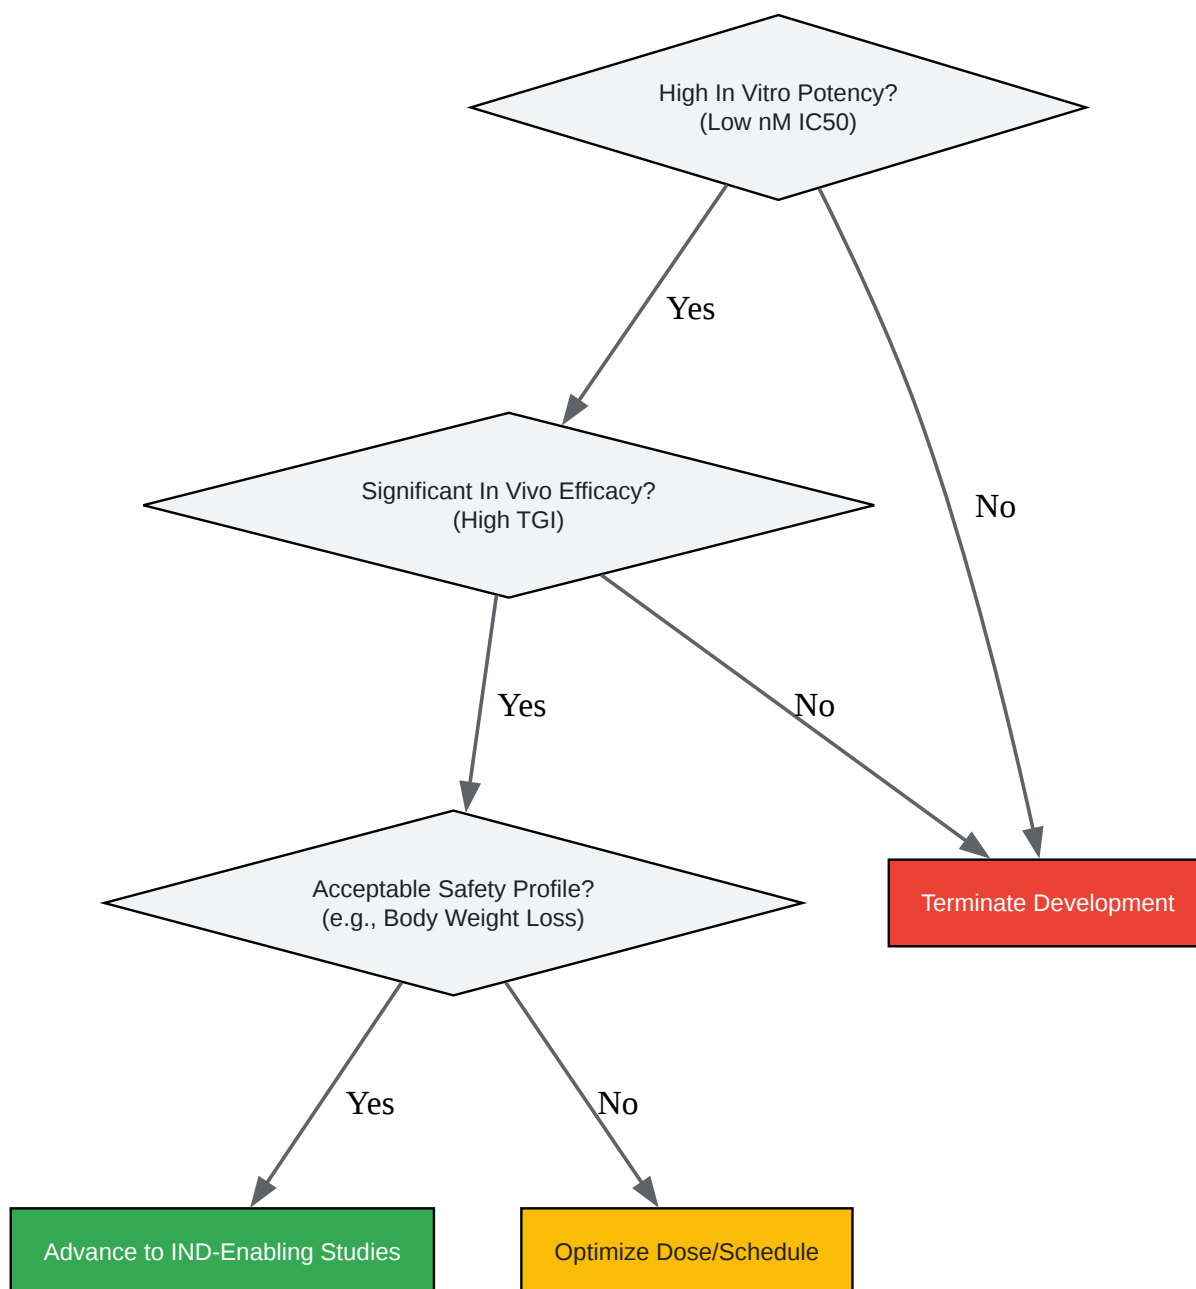 High In Vitro Potency?
(Low nM IC50)
Yes
No
Significant In Vivo Efficacy?
(High TGI)
Yes
No
Acceptable Safety Profile?
(e.g., Body Weight Loss)
Terminate Development
Yes
No
Advance to IND-Enabling Studies
Optimize Dose/Schedule